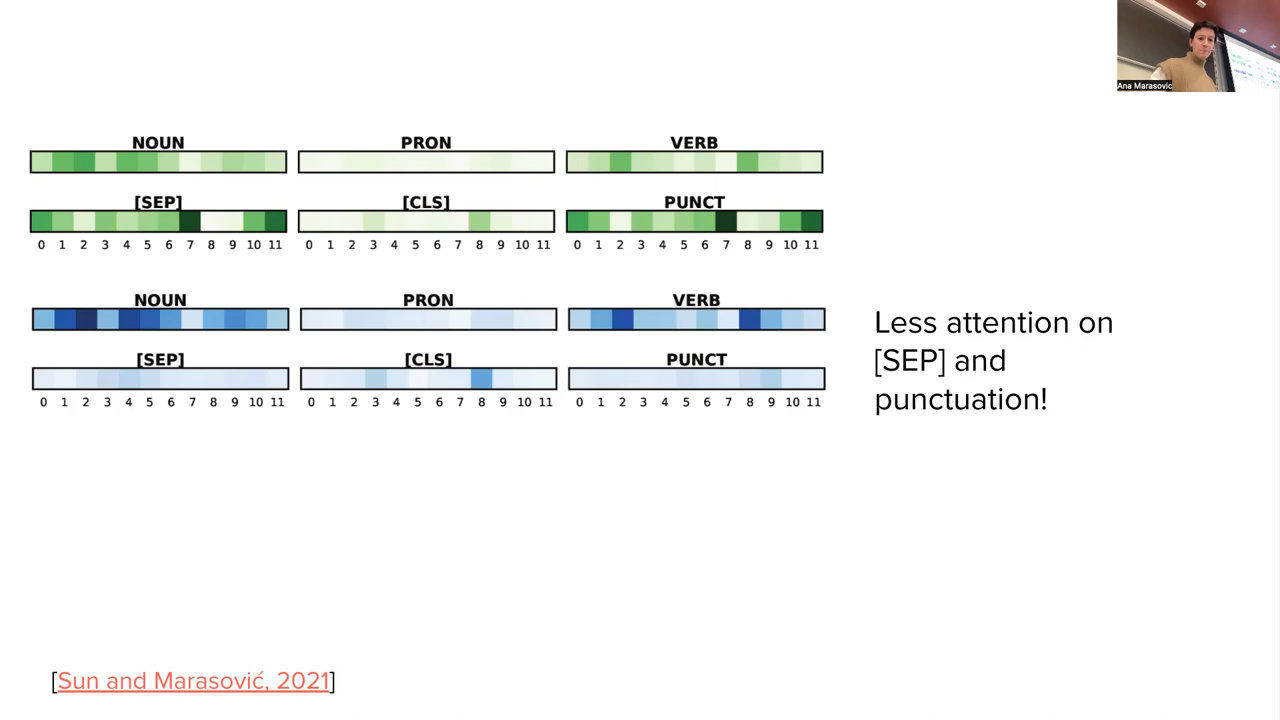 Ana Marasovic
NOUN PRON VERB
[SEP] [CLS] PUNCT
0 1 2 3 4 5 6 7 8 9 10 11 0 1 2 3 4 5 6 7 8 9 10 11 0 1 2 3 4 5 6 7 8 9 10 11
NOUN PRON VERB
[SEP] [CLS] PUNCT
0 1 2 3 4 5 6 7 8 9 10 11 0 1 2 3 4 5 6 7 8 9 10 11 0 1 2 3 4 5 6 7 8 9 10 11
Less attention on
[SEP] and
punctuation!
[Sun and Marasović, 2021]